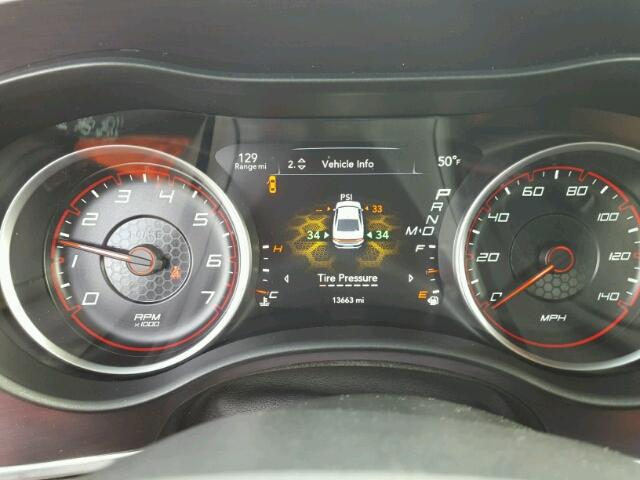 129
Range mi
2.
Vehicle Info
50°F
PSI
-- 33
34 34
Tire Pressure
13663 mi
P
R
N
M/D
H
C
F
E
0 1 2 3 4 5 6 7
RPM
x1000
0 20 40 60 80 100 120 140
MPH